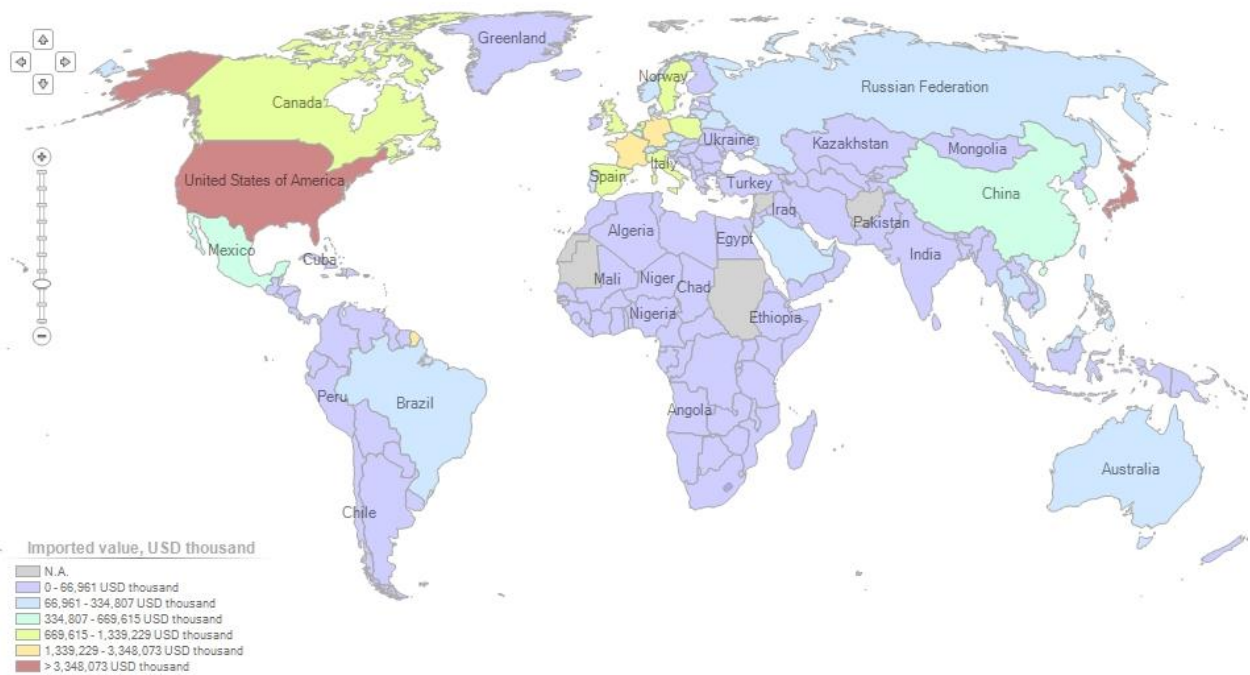 Greenland
Norway
Russian Federation
Canada
Ukraine
Kazakhstan
Mongolia
Italy
Spain
United States of America
Turkey
China
Iraq
Pakistan
Mexico
Algeria
Egypt
India
Cuba
Mali
Niger
Chad
Nigeria
Ethiopia
Peru
Brazil
Angola
Australia
Chile
Imported value, USD thousand
N.A.
0 - 66,961 USD thousand
66,961 - 334,807 USD thousand
334,807 - 669,615 USD thousand
669,615 - 1,339,229 USD thousand
1,339,229 - 3,348,073 USD thousand
> 3,348,073 USD thousand